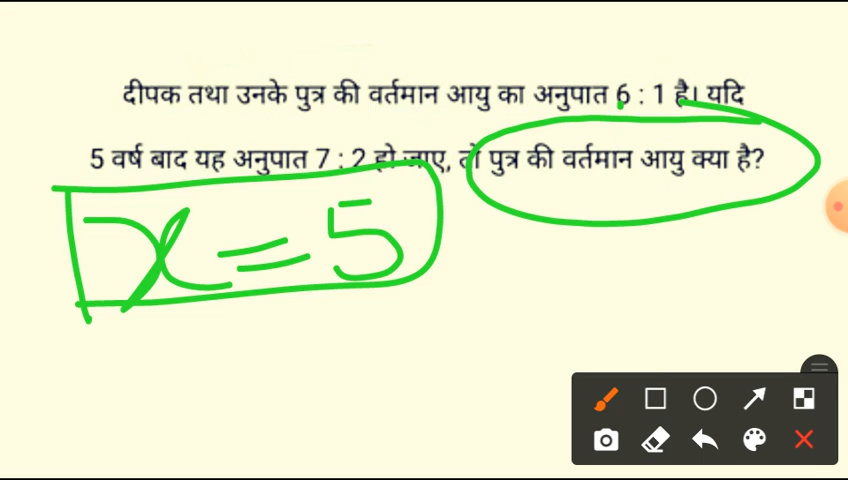 दीपक तथा उनके पुत्र की वर्तमान आयु का अनुपात 6 : 1 है। यदि
5 वर्ष बाद यह अनुपात 7 : 2 हो जाए, तो पुत्र की वर्तमान आयु क्या है?
x = 5